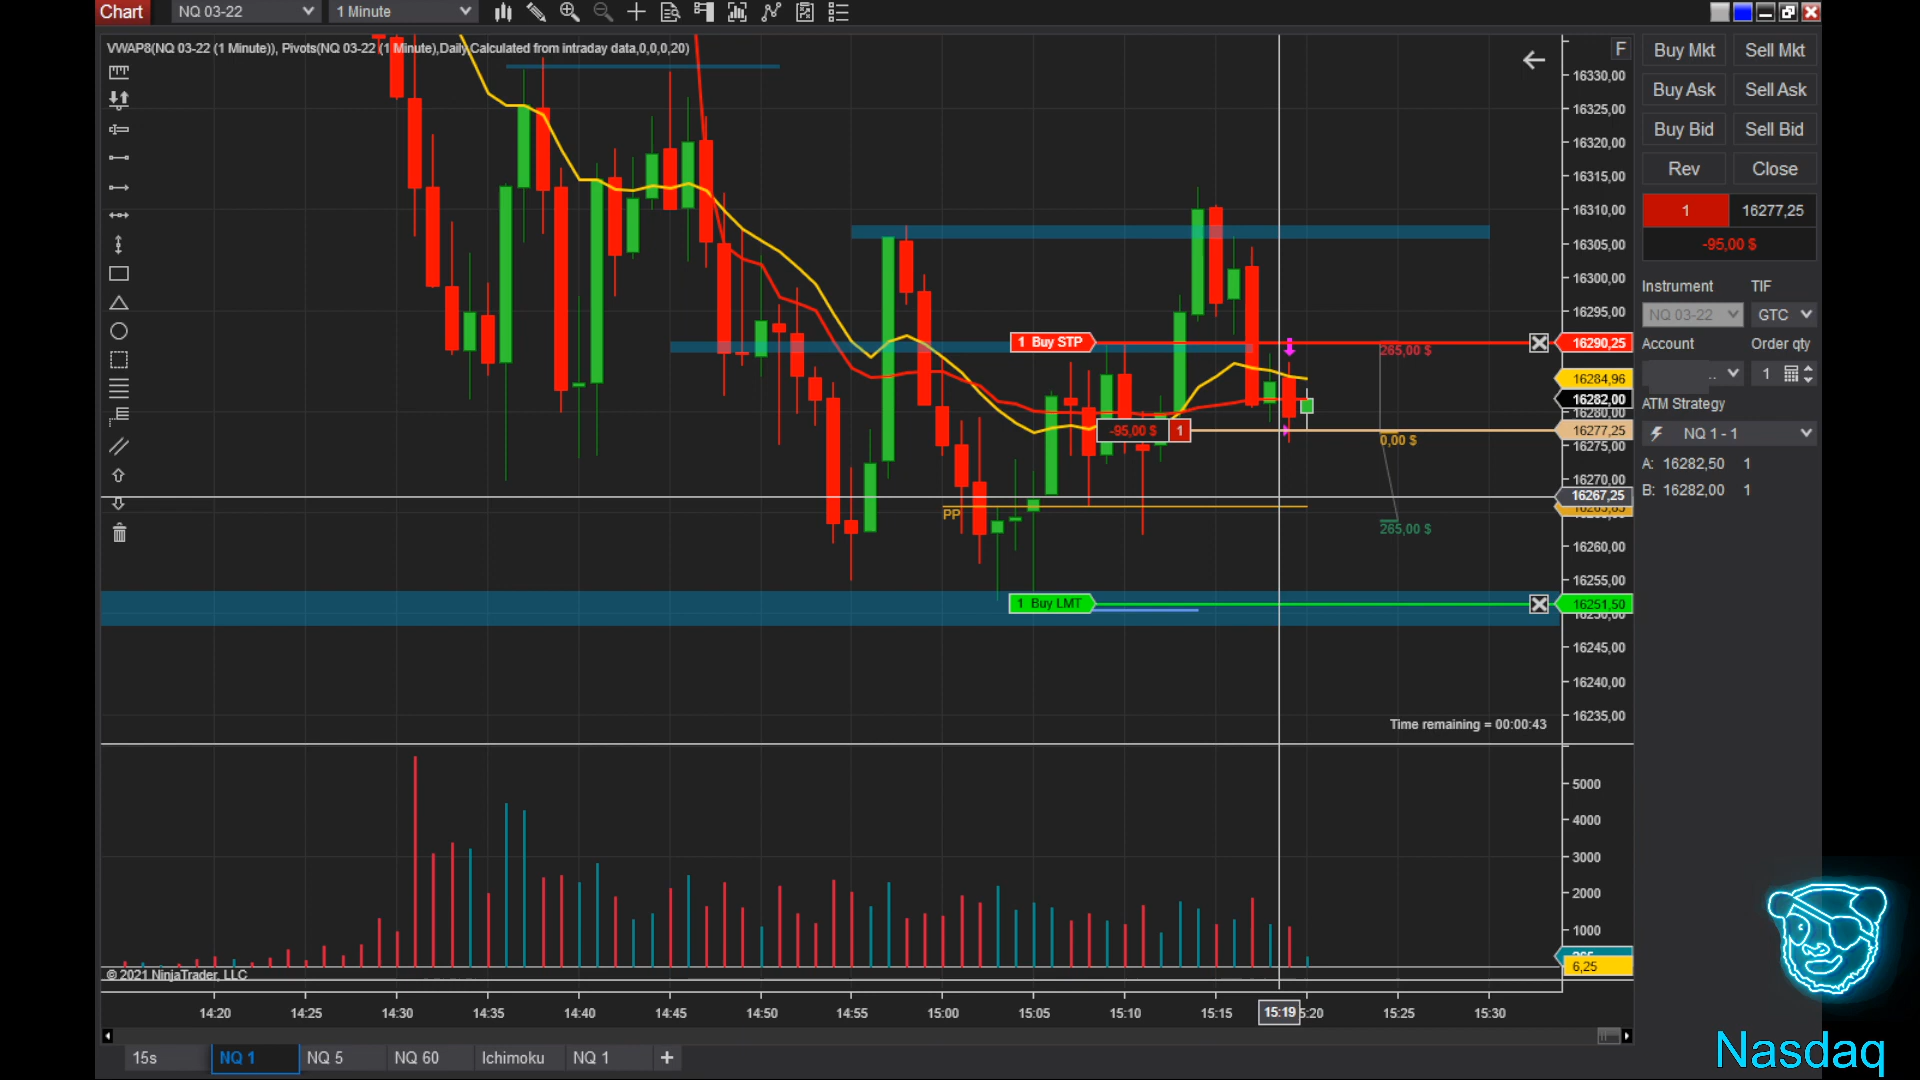 Chart NQ 03-22 1 Minute
VWAP8(NQ 03-22 (1 Minute)), Pivots(NQ 03-22 (1 Minute),Daily,Calculated from intraday data,0,0,0,20)
F
Buy Mkt Sell Mkt
Buy Ask Sell Ask
Buy Bid Sell Bid
Rev Close
1 16277,25
-95,00 $
Instrument TIF
NQ 03-22 GTC
Account Order qty
.. 1
ATM Strategy
NQ 1 - 1
A: 16282,50 1
B: 16282,00 1
16330,00
16325,00
16320,00
16315,00
16310,00
16305,00
16300,00
16295,00
16290,25
16284,96
16282,00
16280,00
16277,25
16275,00
16270,00
16267,25
16260,00
16255,00
16251,50
16250,00
16245,00
16240,00
16235,00
1 Buy STP
265,00 $
-95,00 $ 1
0,00 $
PP
265,00 $
1 Buy LMT
Time remaining = 00:00:43
5000
4000
3000
2000
1000
6,25
© 2021 NinjaTrader, LLC
14:20 14:25 14:30 14:35 14:40 14:45 14:50 14:55 15:00 15:05 15:10 15:15 15:19 5:20 15:25 15:30
15s NQ 1 NQ 5 NQ 60 Ichimoku NQ 1 +
Nasdaq